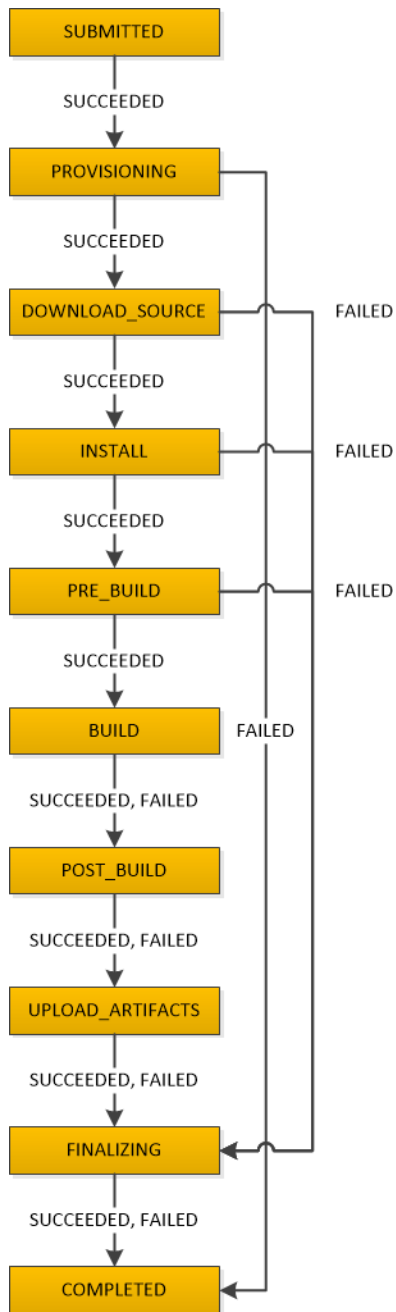 SUBMITTED
SUCCEEDED
PROVISIONING
SUCCEEDED
DOWNLOAD_SOURCE
FAILED
SUCCEEDED
INSTALL
FAILED
SUCCEEDED
PRE_BUILD
FAILED
SUCCEEDED
BUILD
FAILED
SUCCEEDED, FAILED
POST_BUILD
SUCCEEDED, FAILED
UPLOAD_ARTIFACTS
SUCCEEDED, FAILED
FINALIZING
SUCCEEDED, FAILED
COMPLETED